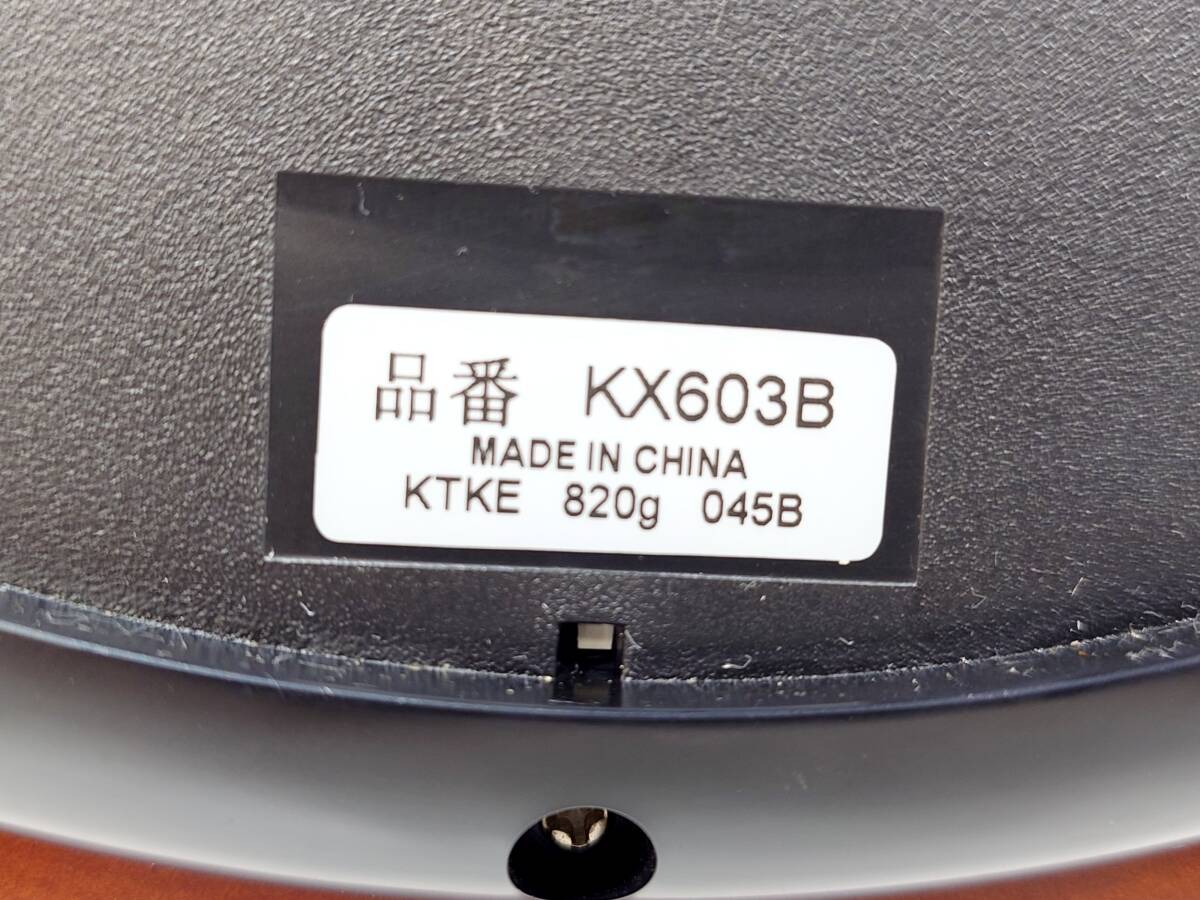 品番 KX603B
MADE IN CHINA
KTKE 820g 045B